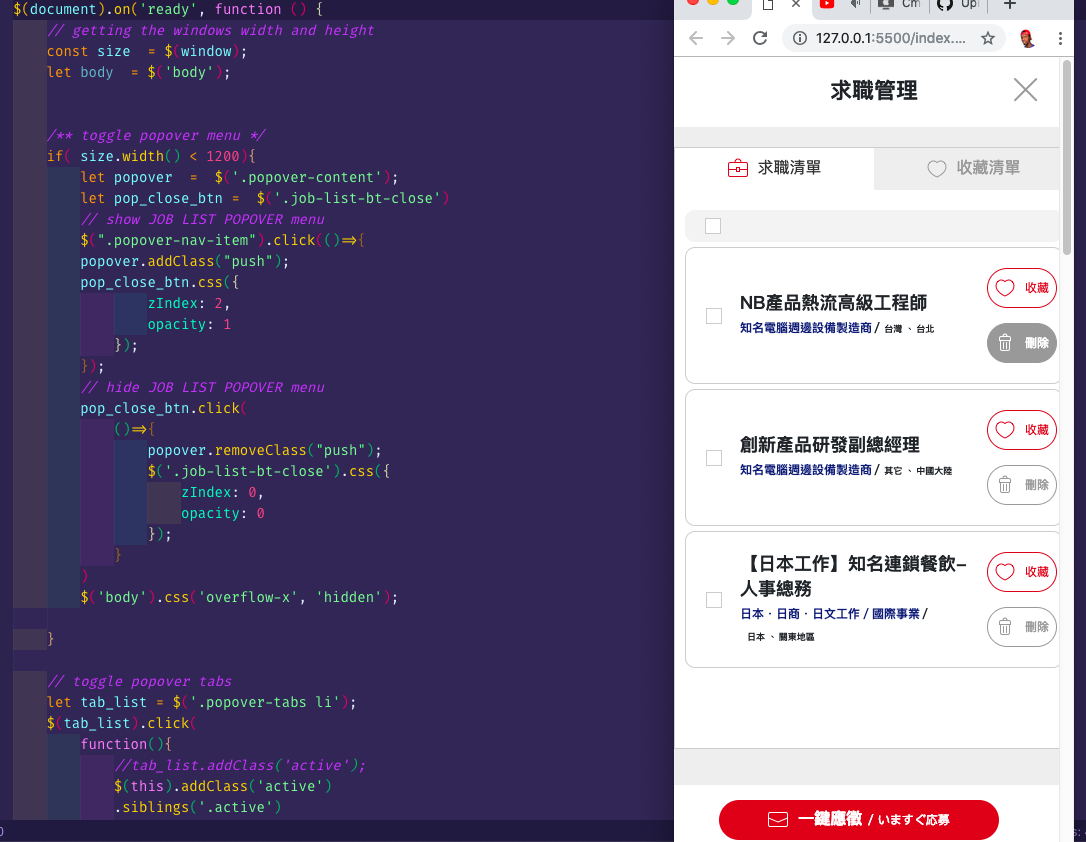 $(document).on('ready', function () {
// getting the windows width and height
const size  = $(window);
let body  = $('body');
/** toggle popover menu */
if( size.width() < 1200){
let popover  =  $('.popover-content');
let pop_close_btn =  $('.job-list-bt-close')
// show JOB LIST POPOVER menu
$(".popover-nav-item").click(()=>{
popover.addClass("push");
pop_close_btn.css({
zIndex: 2,
opacity: 1
});
});
// hide JOB LIST POPOVER menu
pop_close_btn.click(
()=>{
popover.removeClass("push");
$('.job-list-bt-close').css({
zIndex: 0,
opacity: 0
});
}
)
$('body').css('overflow-x', 'hidden');
}
// toggle popover tabs
let tab_list = $('.popover-tabs li');
$(tab_list).click(
function(){
//tab_list.addClass('active');
$(this).addClass('active')
.siblings('.active')
127.0.0.1:5500/index....
求職管理
求職清單
收藏清單
NB產品熱流高級工程師
知名電腦週邊設備製造商 / 台灣 、 台北
收藏
刪除
創新產品研發副總經理
知名電腦週邊設備製造商 / 其它 、 中國大陸
收藏
刪除
【日本工作】知名連鎖餐飲-
人事總務
日本・日商・日文工作 / 國際事業 /
日本 、 關東地區
收藏
刪除
一鍵應徵 / いますぐ応募